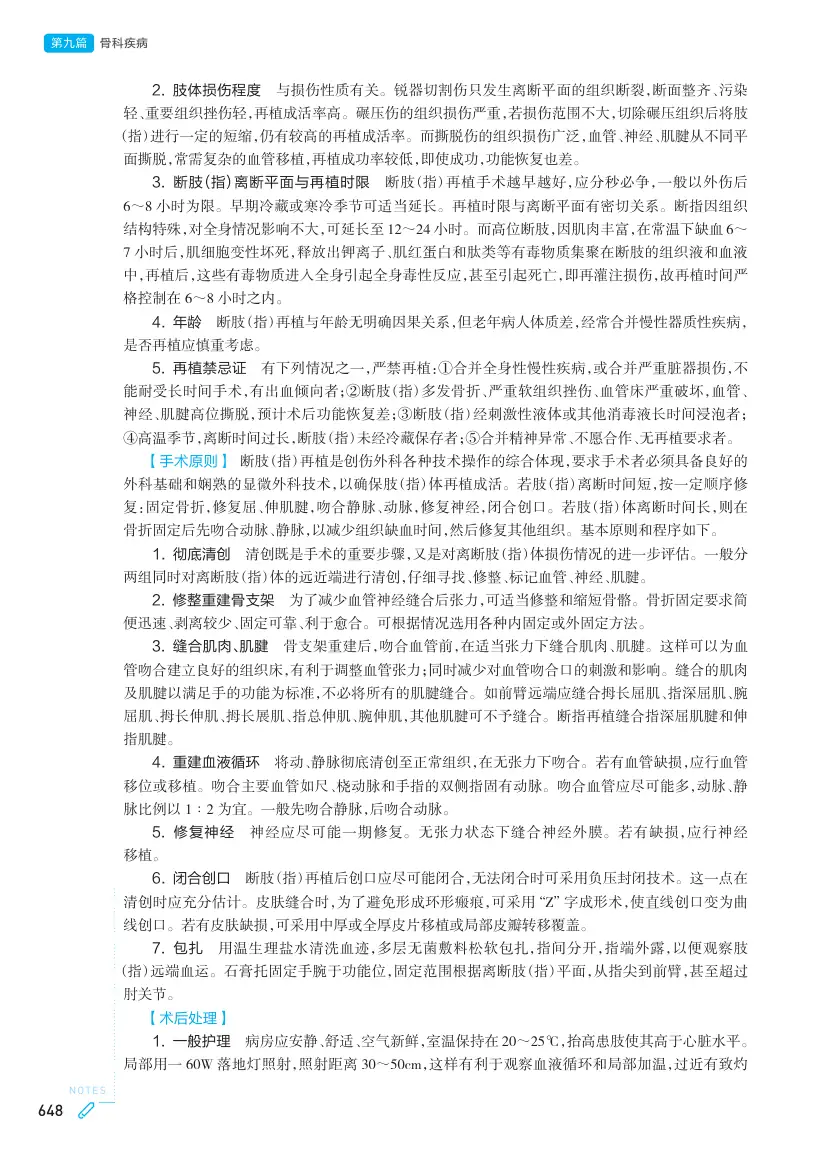 第九篇 骨科疾病
2. 肢体损伤程度 与损伤性质有关。锐器切割伤只发生离断平面的组织断裂,断面整齐、污染
轻、重要组织挫伤轻,再植成活率高。碾压伤的组织损伤严重,若损伤范围不大,切除碾压组织后将肢
(指)进行一定的短缩,仍有较高的再植成活率。而撕脱伤的组织损伤广泛,血管、神经、肌腱从不同平
面撕脱,常需复杂的血管移植,再植成功率较低,即使成功,功能恢复也差。
3. 断肢(指)离断平面与再植时限 断肢(指)再植手术越早越好,应分秒必争,一般以外伤后
6~8 小时为限。早期冷藏或寒冷季节可适当延长。再植时限与离断平面有密切关系。断指因组织
结构特殊,对全身情况影响不大,可延长至 12~24 小时。而高位断肢,因肌肉丰富,在常温下缺血 6~
7 小时后,肌细胞变性坏死,释放出钾离子、肌红蛋白和肽类等有毒物质集聚在断肢的组织液和血液
中,再植后,这些有毒物质进入全身引起全身毒性反应,甚至引起死亡,即再灌注损伤,故再植时间严
格控制在 6~8 小时之内。
4. 年龄 断肢(指)再植与年龄无明确因果关系,但老年病人体质差,经常合并慢性器质性疾病,
是否再植应慎重考虑。
5. 再植禁忌证 有下列情况之一,严禁再植:①合并全身性慢性疾病,或合并严重脏器损伤,不
能耐受长时间手术,有出血倾向者;②断肢(指)多发骨折、严重软组织挫伤、血管床严重破坏,血管、
神经、肌腱高位撕脱,预计术后功能恢复差;③断肢(指)经刺激性液体或其他消毒液长时间浸泡者;
④高温季节,离断时间过长,断肢(指)未经冷藏保存者;⑤合并精神异常、不愿合作、无再植要求者。
【手术原则】 断肢(指)再植是创伤外科各种技术操作的综合体现,要求手术者必须具备良好的
外科基础和娴熟的显微外科技术,以确保肢(指)体再植成活。若肢(指)离断时间短,按一定顺序修
复:固定骨折,修复屈、伸肌腱,吻合静脉、动脉,修复神经,闭合创口。若肢(指)体离断时间长,则在
骨折固定后先吻合动脉、静脉,以减少组织缺血时间,然后修复其他组织。基本原则和程序如下。
1. 彻底清创 清创既是手术的重要步骤,又是对离断肢(指)体损伤情况的进一步评估。一般分
两组同时对离断肢(指)体的远近端进行清创,仔细寻找、修整、标记血管、神经、肌腱。
2. 修整重建骨支架 为了减少血管神经缝合后张力,可适当修整和缩短骨骼。骨折固定要求简
便迅速、剥离较少、固定可靠、利于愈合。可根据情况选用各种内固定或外固定方法。
3. 缝合肌肉、肌腱 骨支架重建后,吻合血管前,在适当张力下缝合肌肉、肌腱。这样可以为血
管吻合建立良好的组织床,有利于调整血管张力;同时减少对血管吻合口的刺激和影响。缝合的肌肉
及肌腱以满足手的功能为标准,不必将所有的肌腱缝合。如前臂远端应缝合拇长屈肌、指深屈肌、腕
屈肌、拇长伸肌、拇长展肌、指总伸肌、腕伸肌,其他肌腱可不予缝合。断指再植缝合指深屈肌腱和伸
指肌腱。
4. 重建血液循环 将动、静脉彻底清创至正常组织,在无张力下吻合。若有血管缺损,应行血管
移位或移植。吻合主要血管如尺、桡动脉和手指的双侧指固有动脉。吻合血管应尽可能多,动脉、静
脉比例以 1∶2 为宜。一般先吻合静脉,后吻合动脉。
5. 修复神经 神经应尽可能一期修复。无张力状态下缝合神经外膜。若有缺损,应行神经
移植。
6. 闭合创口 断肢(指)再植后创口应尽可能闭合,无法闭合时可采用负压封闭技术。这一点在
清创时应充分估计。皮肤缝合时,为了避免形成环形瘢痕,可采用 “Z” 字成形术,使直线创口变为曲
线创口。若有皮肤缺损,可采用中厚或全厚皮片移植或局部皮瓣转移覆盖。
7. 包扎 用温生理盐水清洗血迹,多层无菌敷料松软包扎,指间分开,指端外露,以便观察肢
(指)远端血运。石膏托固定手腕于功能位,固定范围根据离断肢(指)平面,从指尖到前臂,甚至超过
肘关节。
【术后处理】
1. 一般护理 病房应安静、舒适、空气新鲜,室温保持在 20~25℃,抬高患肢使其高于心脏水平。
局部用一 60W 落地灯照射,照射距离 30~50cm,这样有利于观察血液循环和局部加温,过近有致灼
NOTES
648